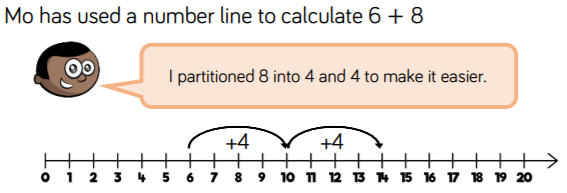 Mo has used a number line to calculate 6 + 8
I partitioned 8 into 4 and 4 to make it easier.
+4 +4
0 1 2 3 4 5 6 7 8 9 10 11 12 13 14 15 16 17 18 19 20